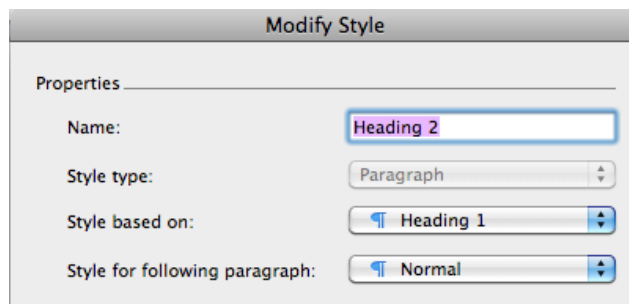 Modify Style
Properties
Name: Heading 2
Style type: Paragraph
Style based on: ¶ Heading 1
Style for following paragraph: ¶ Normal